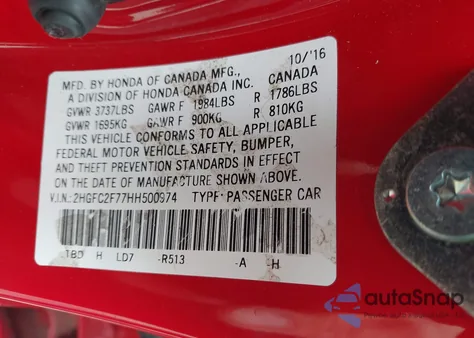 10/'16
MFD. BY HONDA OF CANADA MFG., CANADA
A DIVISION OF HONDA CANADA INC.
GVWR 3737LBS GAWR F 1984LBS R 1786LBS
GVWR 1695KG GAWR F 900KG R 810KG
THIS VEHICLE CONFORMS TO ALL APPLICABLE
FEDERAL MOTOR VEHICLE SAFETY, BUMPER,
AND THEFT PREVENTION STANDARDS IN EFFECT
ON THE DATE OF MANUFACTURE SHOWN ABOVE.
V.I.N.: 2HGFC2F77HH500974 TYPE: PASSENGER CAR
TBD H LD7 -R513 -A -H
autoSnap